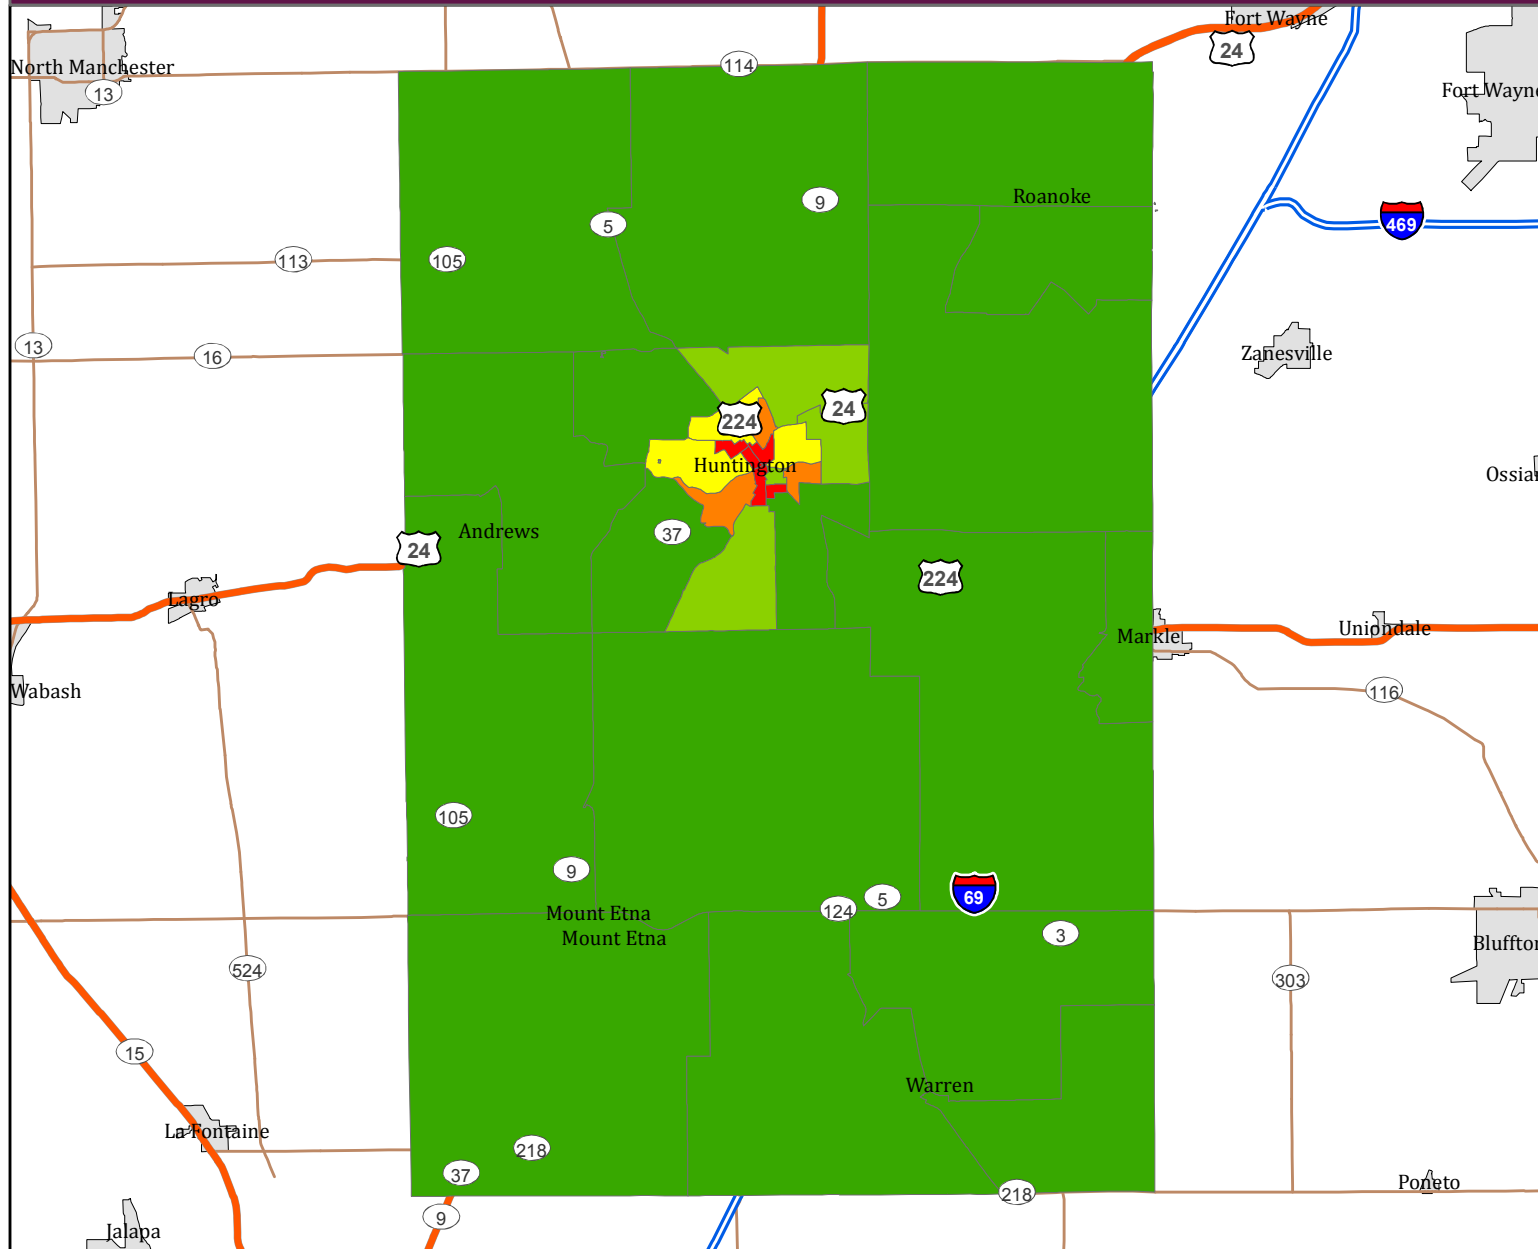 Fort Wayne
24
114
North Manchester
13
Fort Wayne
Roanoke
9
5
469
113
105
13
16
Zanesville
224
24
Huntington
Ossian
37
Andrews
24
224
Lagro
Markle
Uniondale
Wabash
116
105
9
5
69
124
Mount Etna
3
Mount Etna
Bluffton
524
303
15
Warren
La Fontaine
218
37
Poneto
218
9
Jalapa